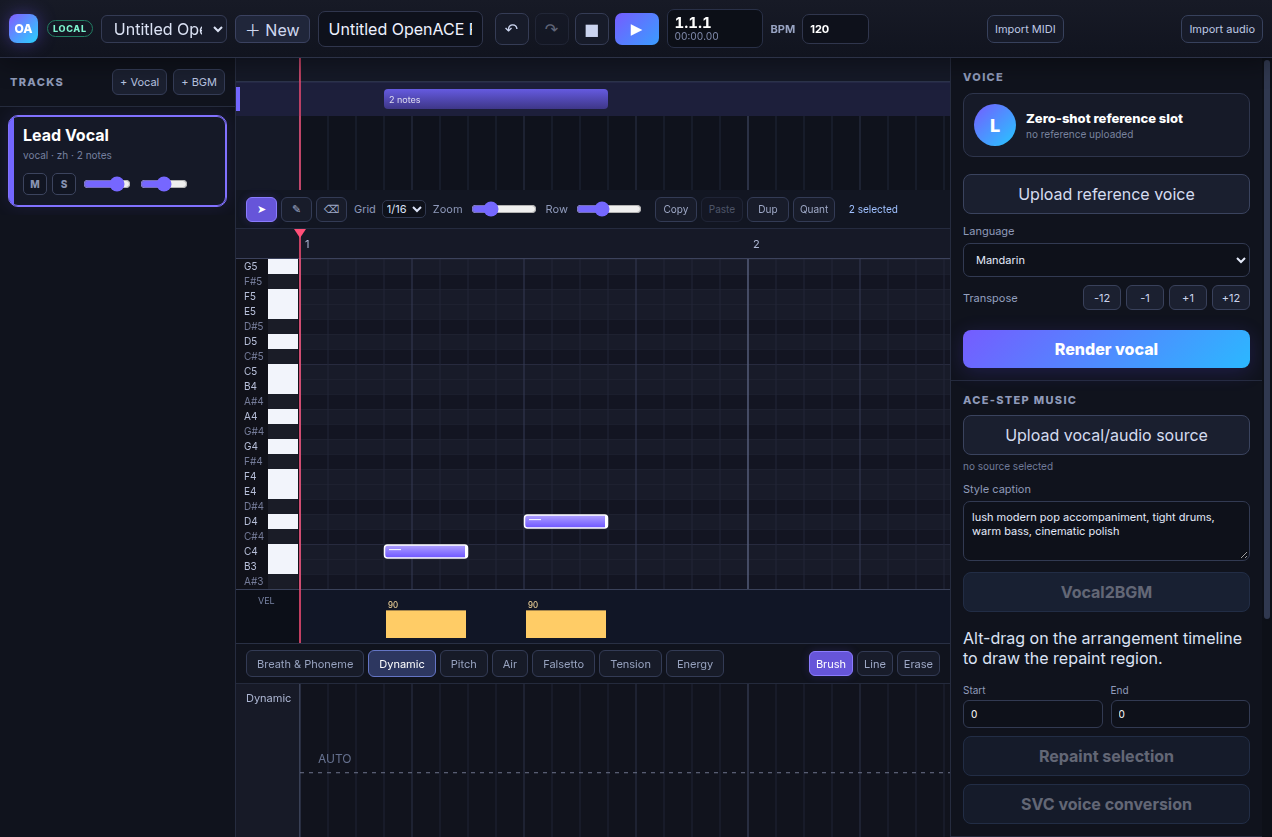 OA
LOCAL
Untitled Ope
+ New
Untitled OpenACE P
1.1.1
00:00.00
BPM
120
Import MIDI
Import audio
TRACKS
+ Vocal
+ BGM
Lead Vocal
vocal · zh · 2 notes
M
S
2 notes
Grid
1/16
Zoom
Row
Copy
Paste
Dup
Quant
2 selected
1
2
G5
F#5
F5
E5
D#5
D5
C#5
C5
B4
A#4
A4
G#4
G4
F#4
F4
E4
D#4
D4
C#4
C4
B3
A#3
VEL
90
90
Breath & Phoneme
Dynamic
Pitch
Air
Falsetto
Tension
Energy
Brush
Line
Erase
Dynamic
AUTO
VOICE
L
Zero-shot reference slot
no reference uploaded
Upload reference voice
Language
Mandarin
Transpose
-12
-1
+1
+12
Render vocal
ACE-STEP MUSIC
Upload vocal/audio source
no source selected
Style caption
lush modern pop accompaniment, tight drums,
warm bass, cinematic polish
Vocal2BGM
Alt-drag on the arrangement timeline
to draw the repaint region.
Start
End
0
0
Repaint selection
SVC voice conversion